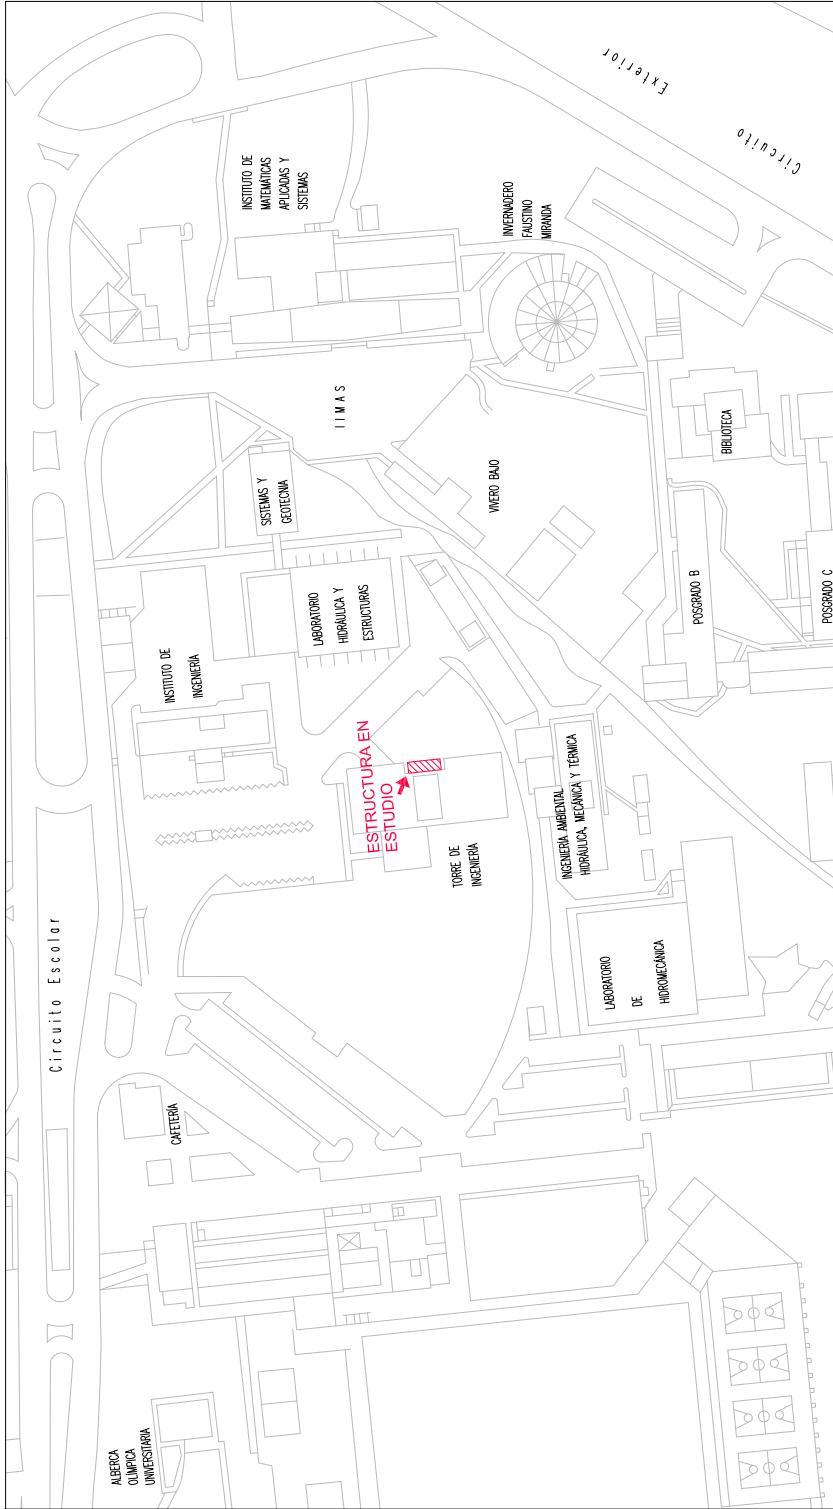 Circuito
Exterior
INSTITUTO DE
MATEMÁTICAS
APLICADAS Y
SISTEMAS
INVERNADERO
FAUSTINO
MIRANDA
IIMAS
BIBLIOTECA
SISTEMAS Y
GEOTECNIA
VIVERO BAJO
LABORATORIO
HIDRÁULICA Y
ESTRUCTURAS
POSGRADO B
POSGRADO C
INSTITUTO DE
INGENIERÍA
ESTRUCTURA EN
ESTUDIO
TORRE DE
INGENIERÍA
INGENIERÍA AMBIENTAL
HIDRÁULICA, MECÁNICA Y TÉRMICA
Circuito Escolar
LABORATORIO
DE
HIDROMECÁNICA
CAFETERÍA
ALBERCA
OLÍMPICA
UNIVERSITARIA